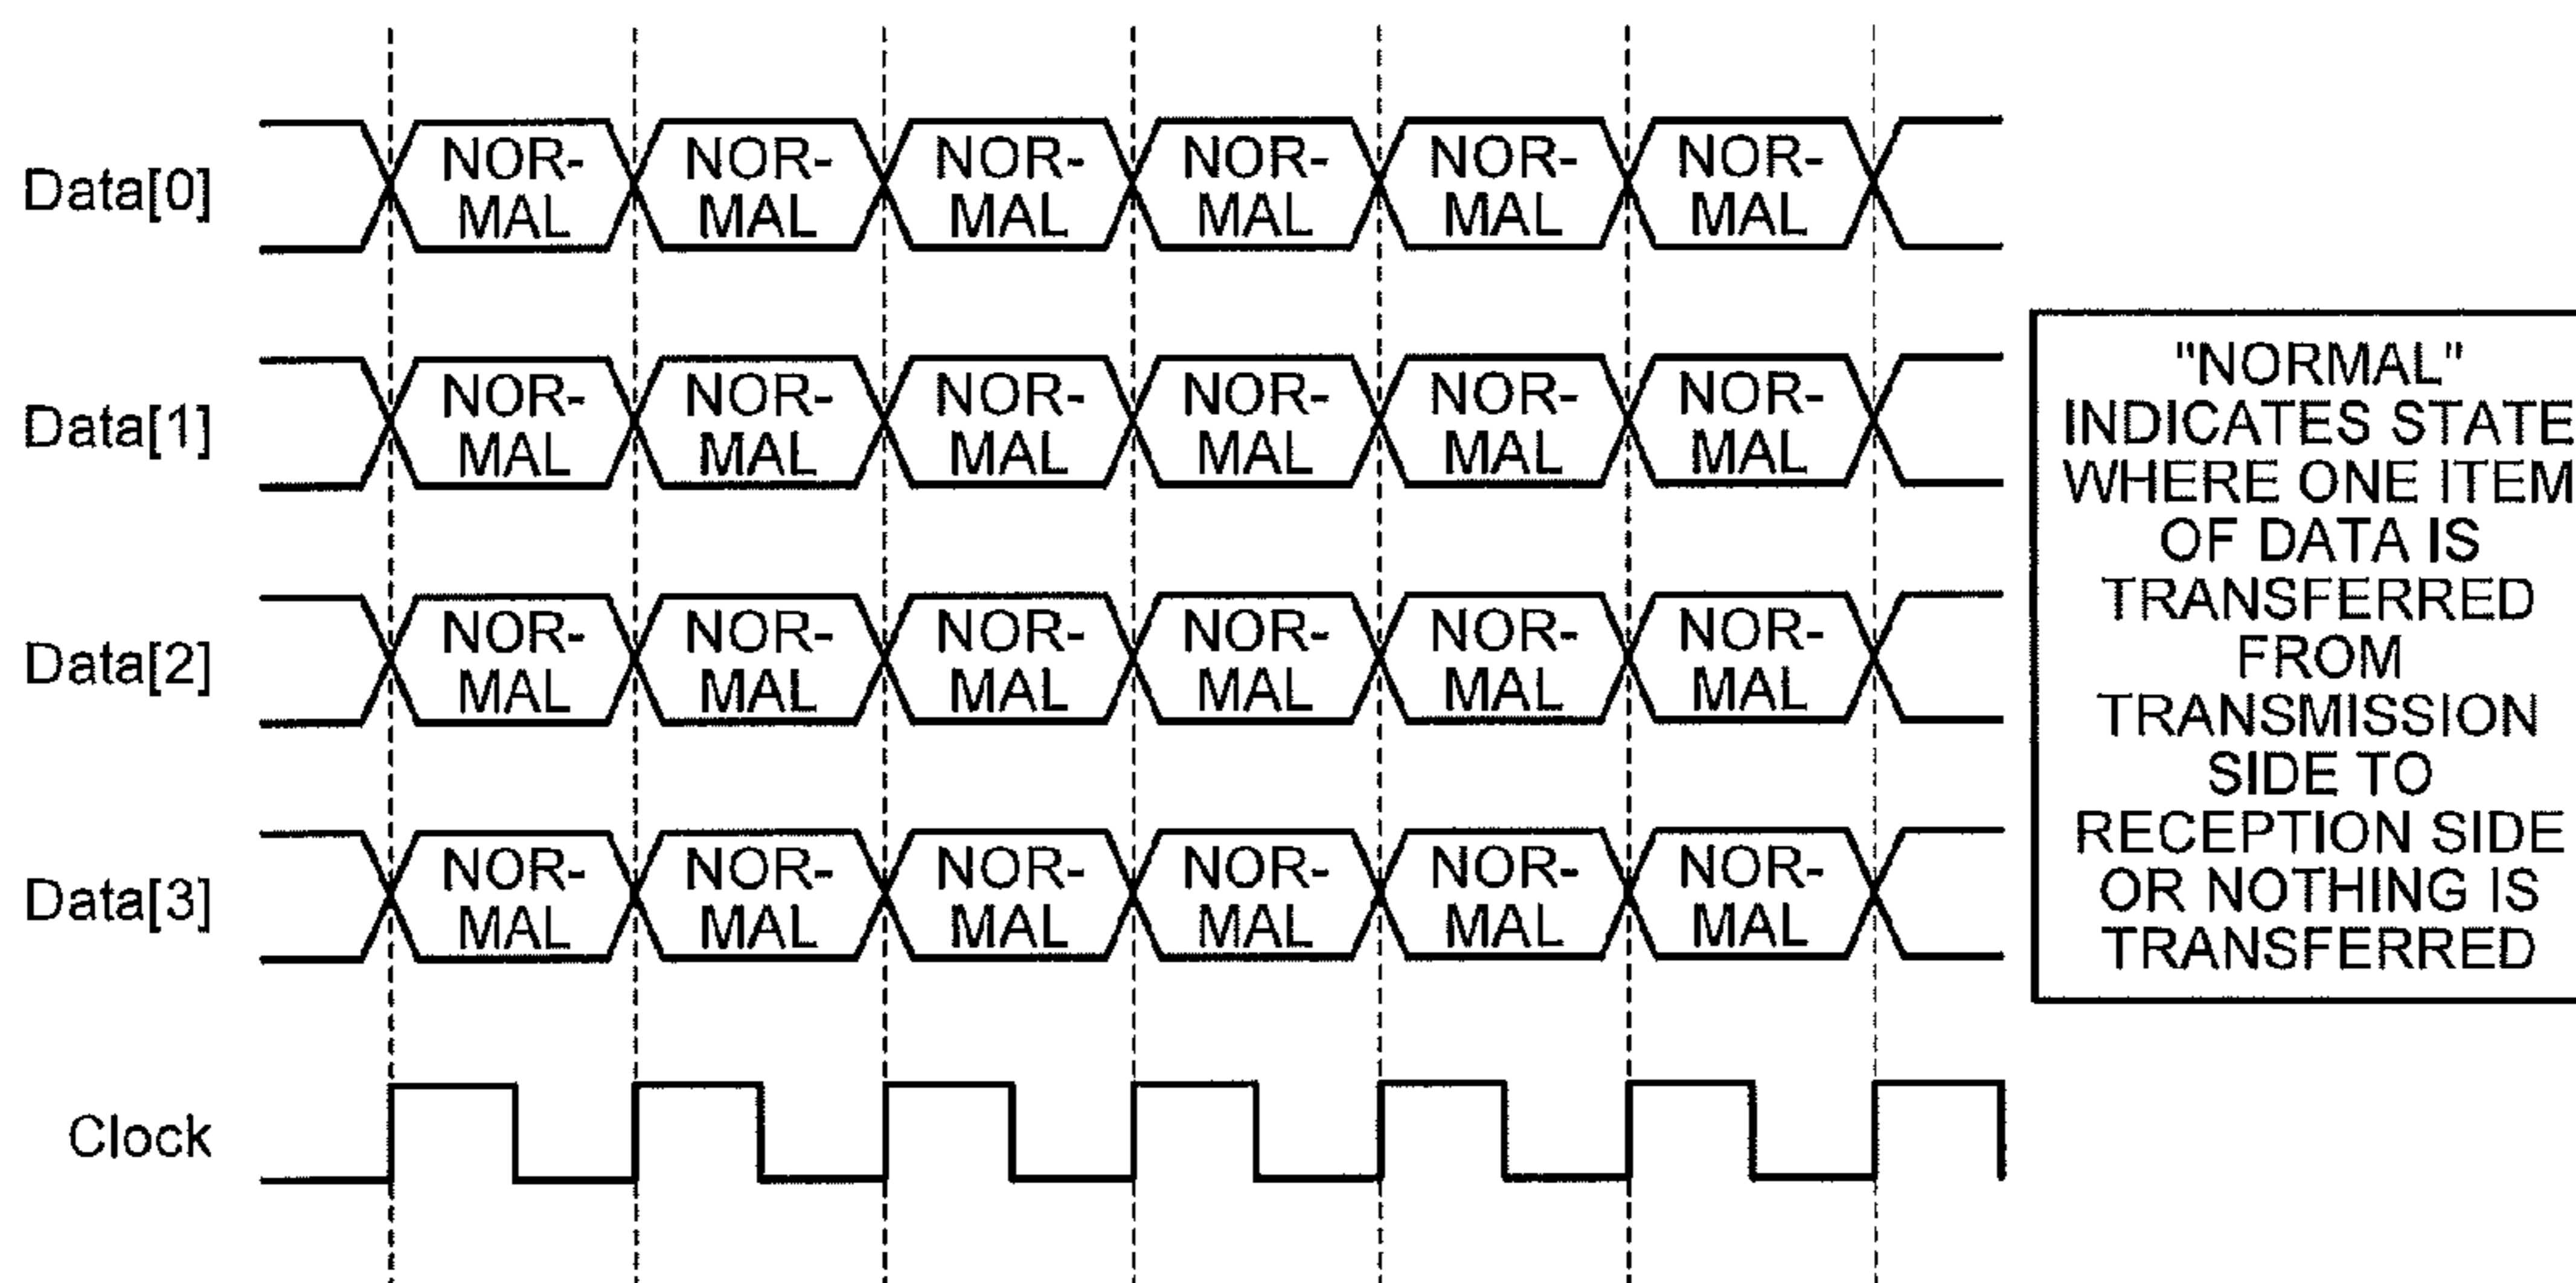 Data[0]
NOR- NOR- NOR- NOR- NOR- NOR-
MAL MAL MAL MAL MAL MAL
Data[1]
NOR- NOR- NOR- NOR- NOR- NOR-
MAL MAL MAL MAL MAL MAL
Data[2]
NOR- NOR- NOR- NOR- NOR- NOR-
MAL MAL MAL MAL MAL MAL
Data[3]
NOR- NOR- NOR- NOR- NOR- NOR-
MAL MAL MAL MAL MAL MAL
Clock
"NORMAL"
INDICATES STATE
WHERE ONE ITEM
OF DATA IS
TRANSFERRED
FROM
TRANSMISSION
SIDE TO
RECEPTION SIDE
OR NOTHING IS
TRANSFERRED